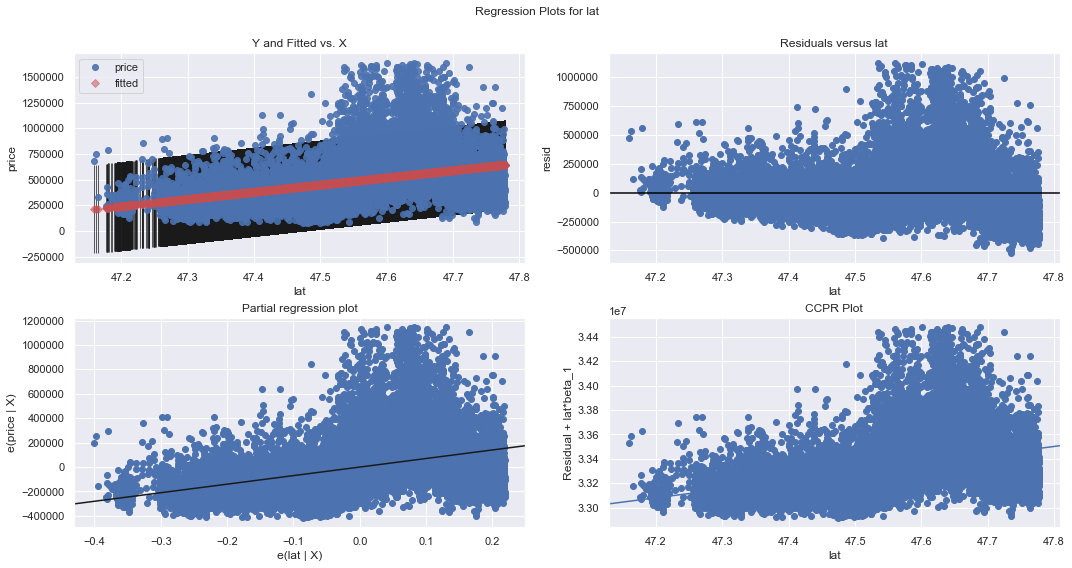 Regression Plots for lat
Y and Fitted vs. X
price
fitted
1500000
1250000
1000000
750000
500000
250000
0
−250000
price
47.2 47.3 47.4 47.5 47.6 47.7 47.8
lat
Residuals versus lat
1000000
750000
500000
250000
0
−250000
−500000
resid
47.2 47.3 47.4 47.5 47.6 47.7 47.8
lat
Partial regression plot
1200000
1000000
800000
600000
400000
200000
0
−200000
−400000
e(price | X)
−0.4 −0.3 −0.2 −0.1 0.0 0.1 0.2
e(lat | X)
CCPR Plot
1e7
3.44
3.42
3.40
3.38
3.36
3.34
3.32
3.30
Residual + lat*beta_1
47.2 47.3 47.4 47.5 47.6 47.7 47.8
lat